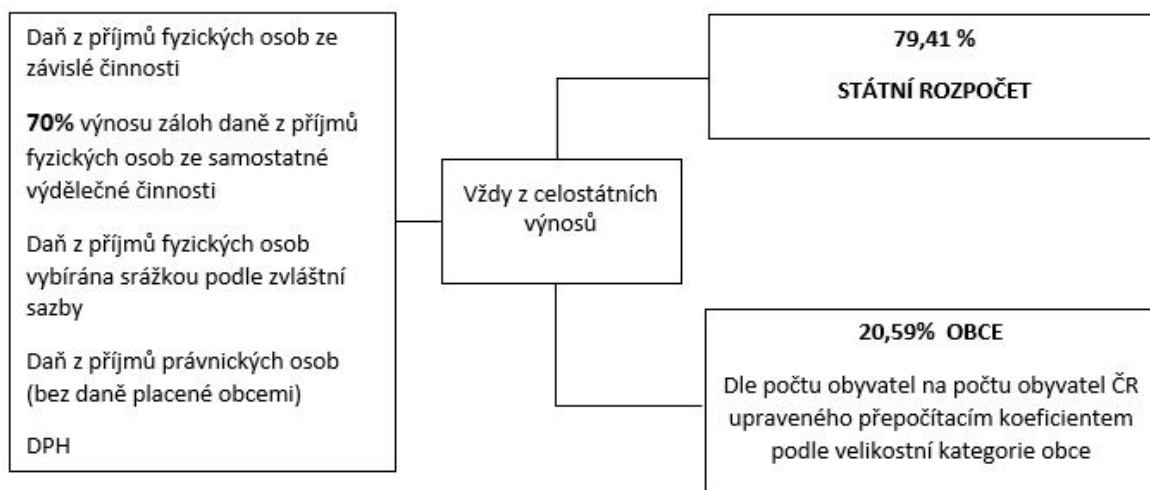 Daň z příjmů fyzických osob ze
závislé činnosti
70% výnosu záloh daně z příjmů
fyzických osob ze samostatné
výdělečné činnosti
Daň z příjmů fyzických osob
vybírána srážkou podle zvláštní
sazby
Daň z příjmů právnických osob
(bez daně placené obcemi)
DPH
Vždy z celostátních
výnosů
79,41 %
STÁTNÍ ROZPOČET
20,59% OBCE
Dle počtu obyvatel na počtu obyvatel ČR
upraveného přepočítacím koeficientem
podle velikostní kategorie obce